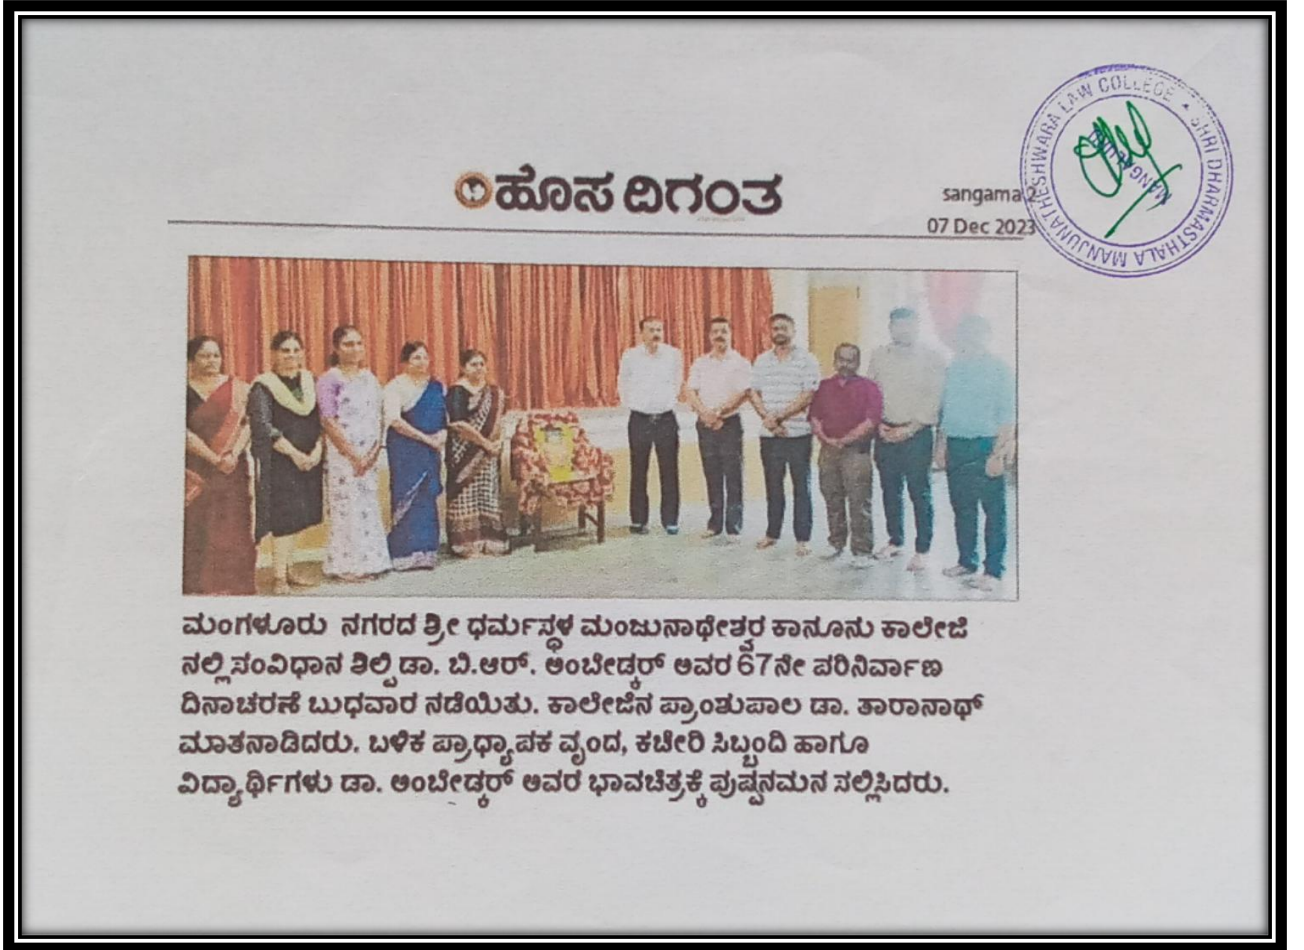 ಹೊಸ ದಿಗಂತ
sangama 2
07 Dec 2023
SHRI DHARMASTHALA MANJUNATHESHWARA LAW COLLEGE
MANGALURU
ಮಂಗಳೂರು ನಗರದ ಶ್ರೀ ಧರ್ಮಸ್ಥಳ ಮಂಜುನಾಥೇಶ್ವರ ಕಾನೂನು ಕಾಲೇಜಿ
ನಲ್ಲಿ ಸಂವಿಧಾನ ಶಿಲ್ಪಿ ಡಾ. ಬಿ.ಆರ್. ಅಂಬೇಡ್ಕರ್ ಅವರ 67ನೇ ಪರಿನಿರ್ವಾಣ
ದಿನಾಚರಣೆ ಬುಧವಾರ ನಡೆಯಿತು. ಕಾಲೇಜಿನ ಪ್ರಾಂಶುಪಾಲ ಡಾ. ತಾರಾನಾಥ್
ಮಾತನಾಡಿದರು. ಬಳಿಕ ಪ್ರಾಧ್ಯಾಪಕ ವೃಂದ, ಕಚೇರಿ ಸಿಬ್ಬಂದಿ ಹಾಗೂ
ವಿದ್ಯಾರ್ಥಿಗಳು ಡಾ. ಅಂಬೇಡ್ಕರ್ ಅವರ ಭಾವಚಿತ್ರಕ್ಕೆ ಪುಷ್ಪನಮನ ಸಲ್ಲಿಸಿದರು.